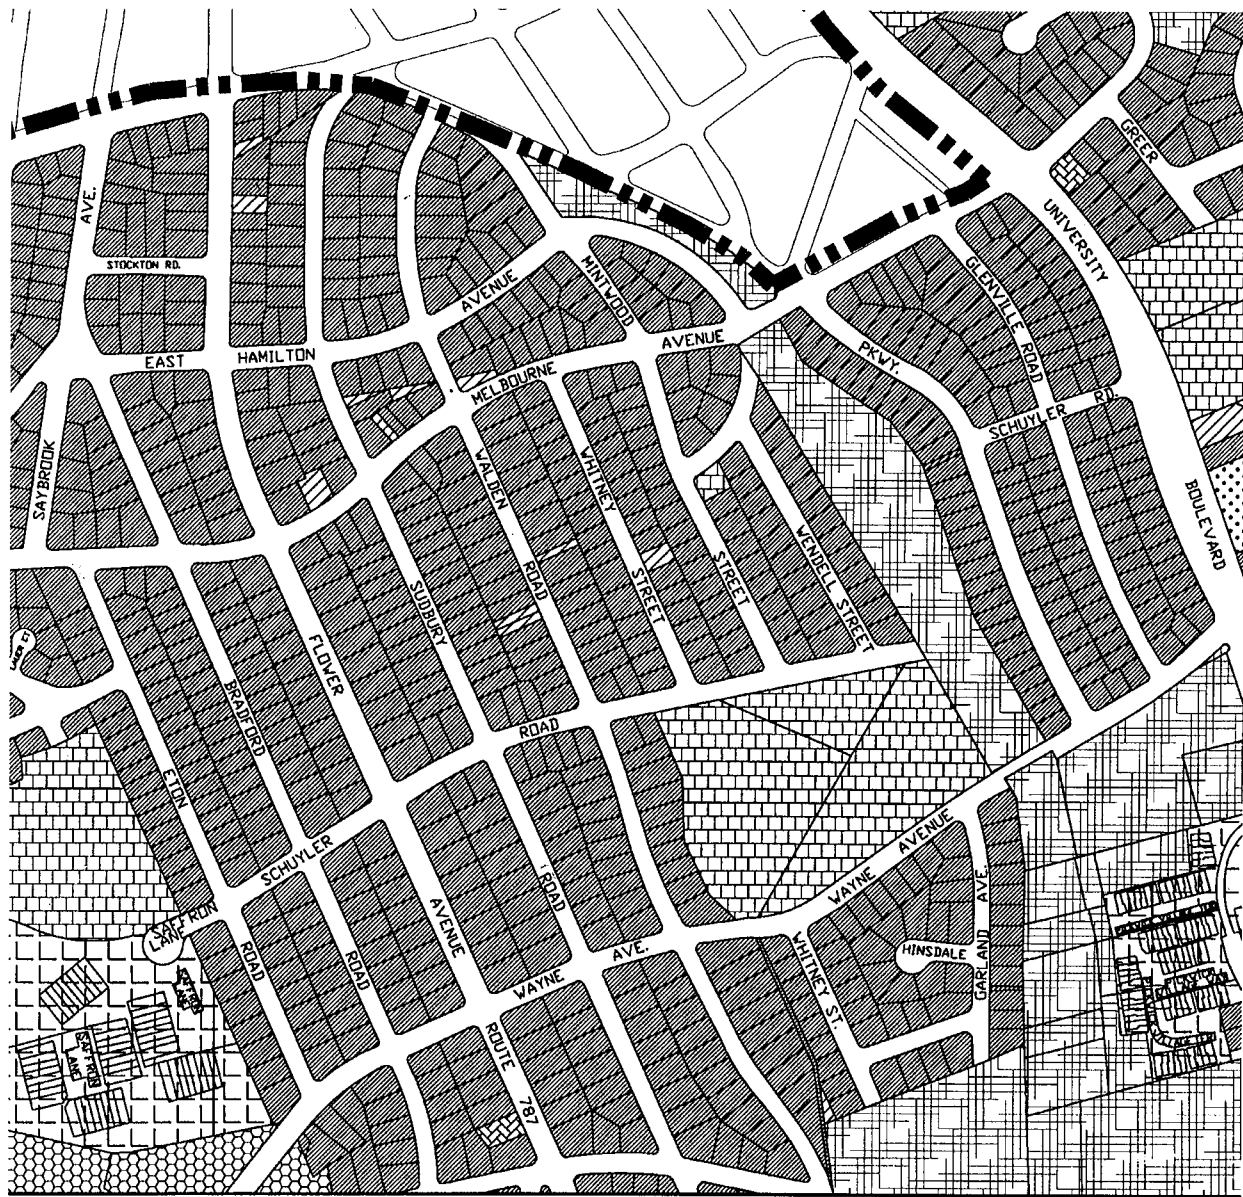 GREER
AVE.
UNIVERSITY
STOCKTON RD.
AVENUE
MINTWOOD
GLENVILLE ROAD
EAST
HAMILTON
AVENUE
PKWY.
MELBOURNE
SCHUYLER RD.
SAYBROOK
WALDEN
WHITNEY
BOULEVARD
WENDELL STREET
SUDBURY
ROAD
STREET
STREET
FLOWER
BRADFORD
ROAD
ETON
SCHUYLER
WAYNE AVENUE
SAFFRON
LANE
ROAD
ROAD
AVENUE
ROAD
AVE.
WAYNE
WHITNEY ST.
HINSDALE
GARLAND AVE.
SAFFRON
LANE
SAFFRON
LANE
ROUTE 787